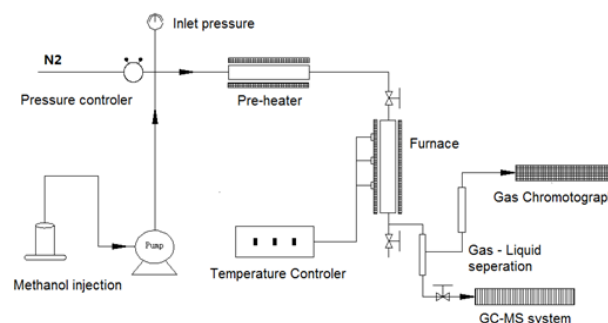 Inlet pressure
N2
Pressure controler
Pre-heater
Furnace
Gas Chromotograph
Pump
Gas - Liquid
seperation
Temperature Controler
Methanol injection
GC-MS system